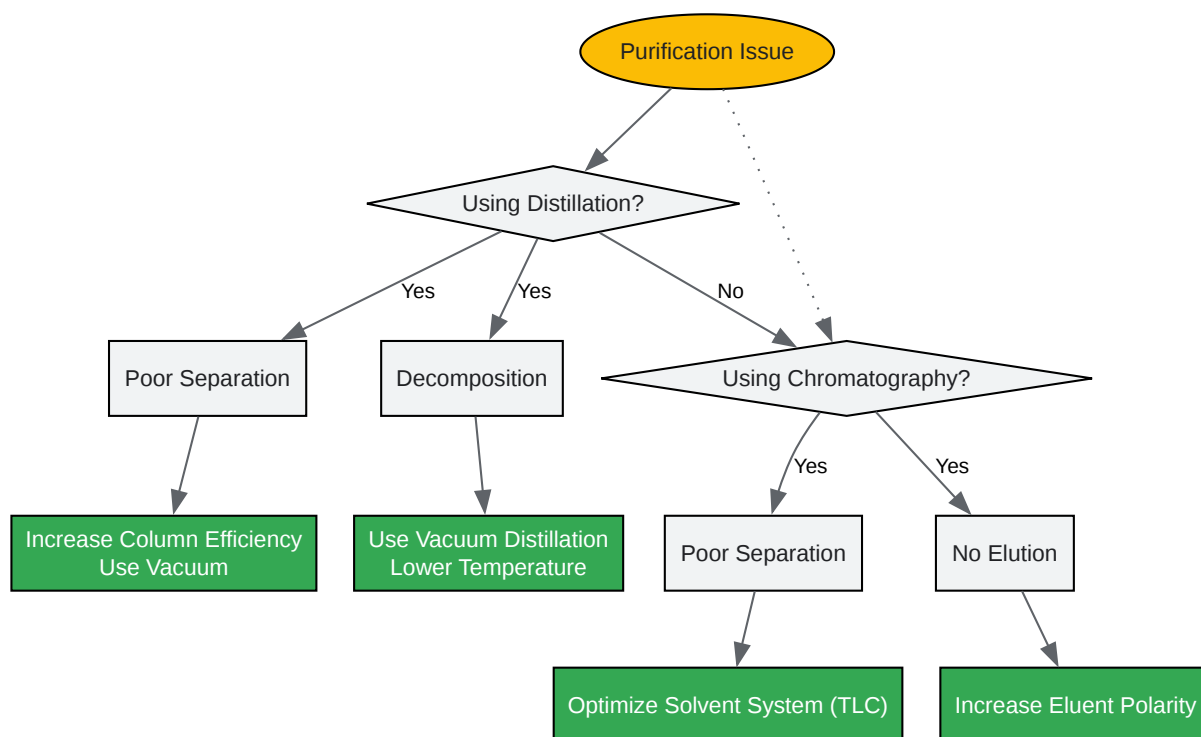 Purification Issue
Using Distillation?
Yes
Yes
No
Poor Separation
Decomposition
Using Chromatography?
Yes
Yes
Increase Column Efficiency
Use Vacuum
Use Vacuum Distillation
Lower Temperature
Poor Separation
No Elution
Optimize Solvent System (TLC)
Increase Eluent Polarity